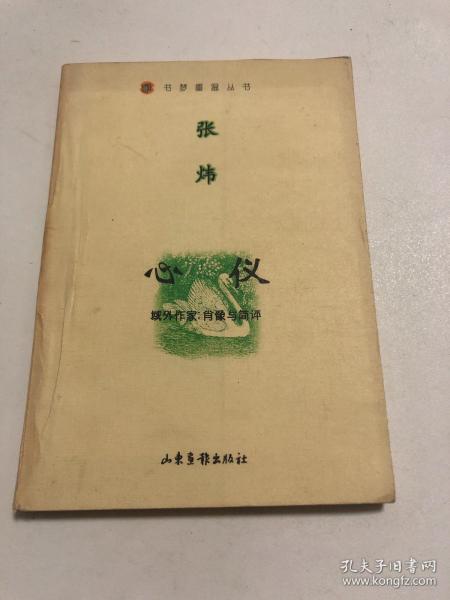 书梦重温丛书
张
炜
心仪
域外作家:肖像与简评
山东画报出版社
孔夫子旧书网
www.kongfz.com